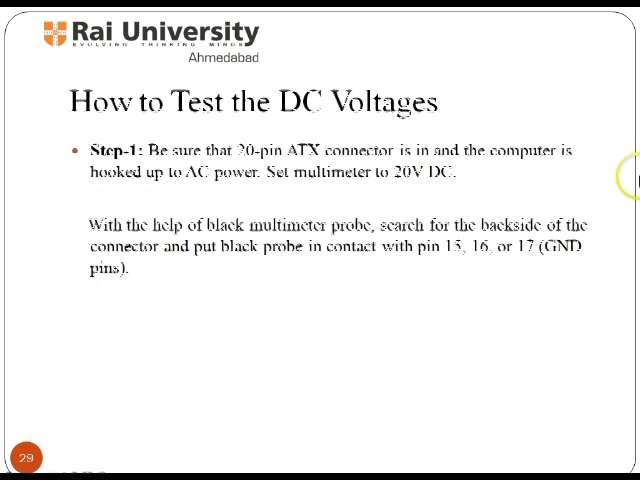 Rai University
EVOLVING THINKING MINDS
Ahmedabad
How to Test the DC Voltages
• Step-1: Be sure that 20-pin ATX connector is in and the computer is
hooked up to AC power. Set multimeter to 20V DC.
With the help of black multimeter probe, search for the backside of the
connector and put black probe in contact with pin 15, 16, or 17 (GND
pins).
29